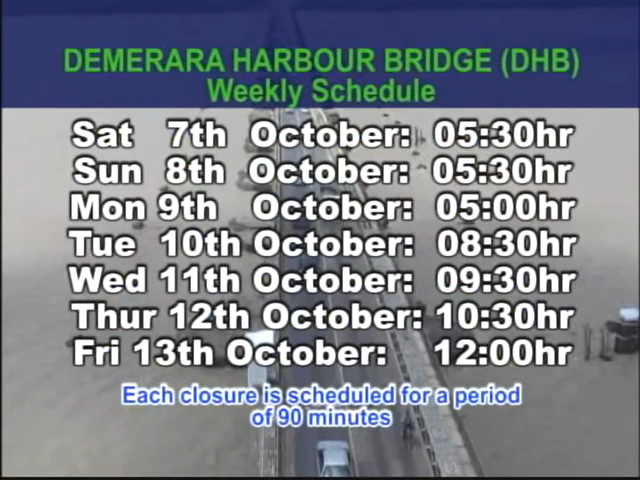 DEMERARA HARBOUR BRIDGE (DHB)
Weekly Schedule
Sat 7th October: 05:30hr
Sun 8th October: 05:30hr
Mon 9th October: 05:00hr
Tue 10th October: 08:30hr
Wed 11th October: 09:30hr
Thur 12th October: 10:30hr
Fri 13th October: 12:00hr
Each closure is scheduled for a period
of 90 minutes